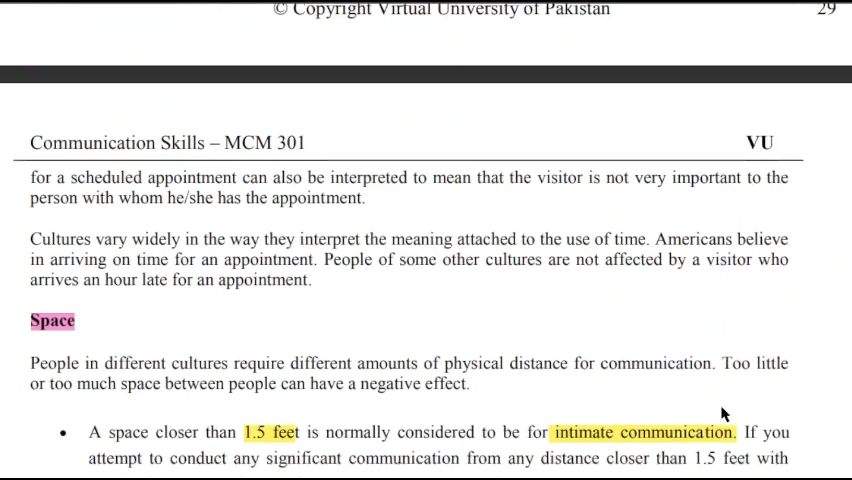 © Copyright Virtual University of Pakistan 29
Communication Skills – MCM 301 VU
for a scheduled appointment can also be interpreted to mean that the visitor is not very important to the
person with whom he/she has the appointment.
Cultures vary widely in the way they interpret the meaning attached to the use of time. Americans believe
in arriving on time for an appointment. People of some other cultures are not affected by a visitor who
arrives an hour late for an appointment.
Space
People in different cultures require different amounts of physical distance for communication. Too little
or too much space between people can have a negative effect.
• A space closer than 1.5 feet is normally considered to be for intimate communication. If you
attempt to conduct any significant communication from any distance closer than 1.5 feet with